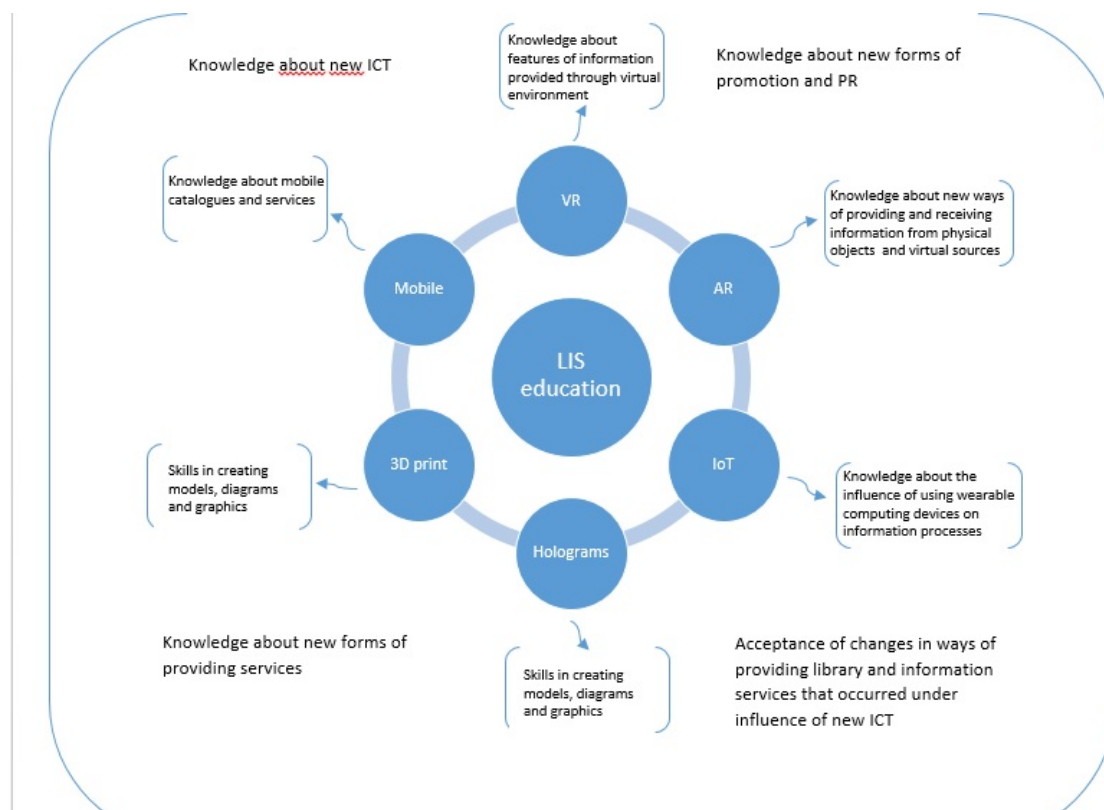 Knowledge about new ICT
Knowledge about
features of information
provided through virtual
environment
Knowledge about new forms of
promotion and PR
Knowledge about mobile
catalogues and services
VR
Knowledge about new ways
of providing and receiving
information from physical
objects and virtual sources
Mobile
AR
LIS
education
Skills in creating
models, diagrams
and graphics
3D print
IoT
Knowledge about the
influence of using wearable
computing devices on
information processes
Holograms
Knowledge about new forms of
providing services
Skills in creating
models, diagrams
and graphics
Acceptance of changes in ways of
providing library and information
services that occurred under
influence of new ICT